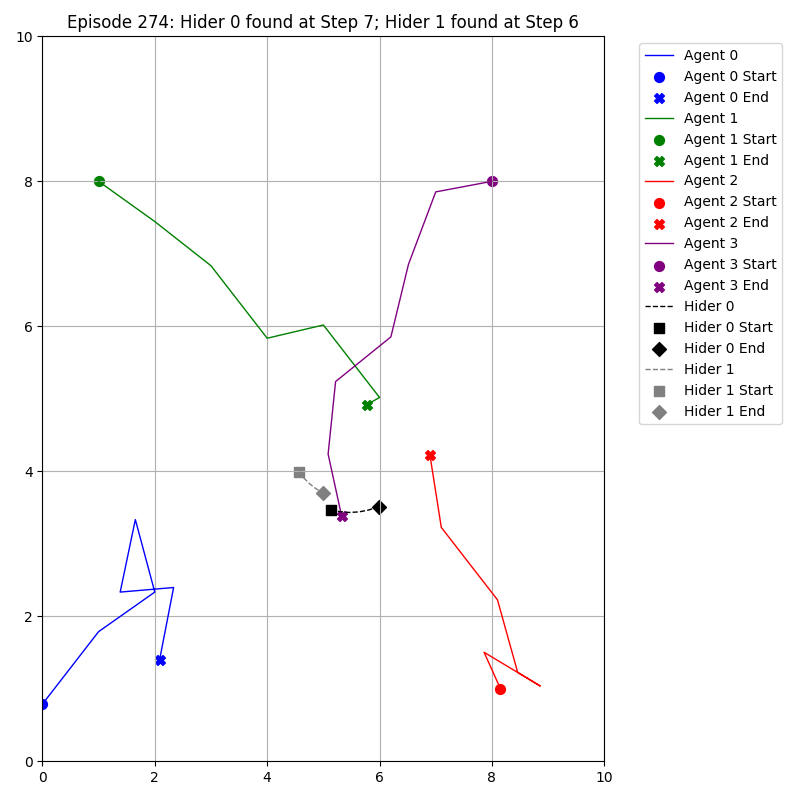 Episode 274: Hider 0 found at Step 7; Hider 1 found at Step 6
10
8
6
4
2
0
0 2 4 6 8 10
Agent 0
Agent 0 Start
Agent 0 End
Agent 1
Agent 1 Start
Agent 1 End
Agent 2
Agent 2 Start
Agent 2 End
Agent 3
Agent 3 Start
Agent 3 End
Hider 0
Hider 0 Start
Hider 0 End
Hider 1
Hider 1 Start
Hider 1 End